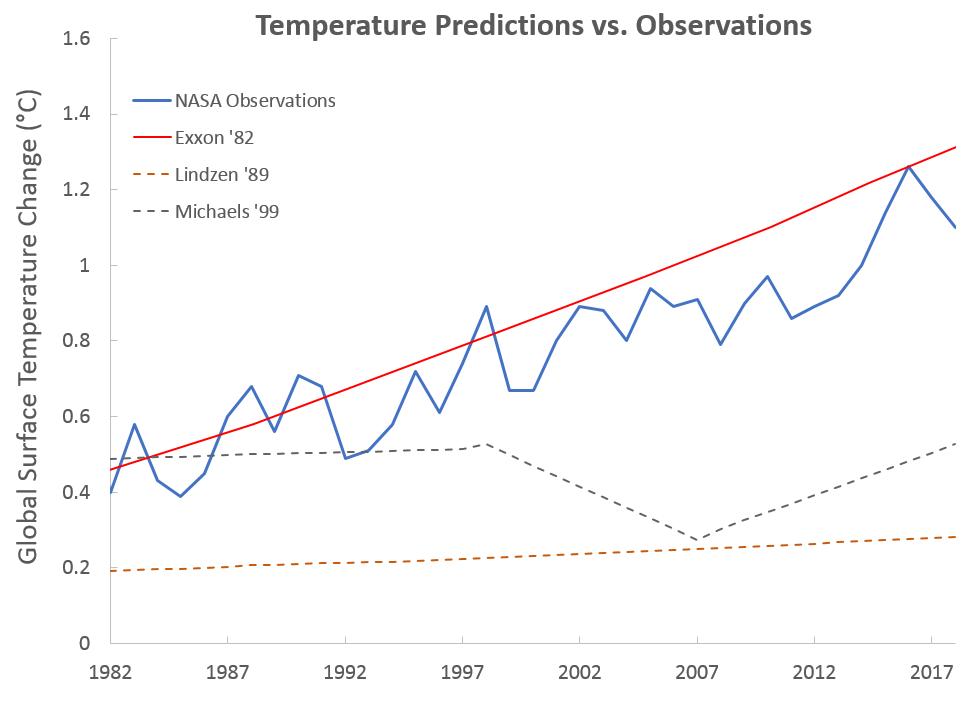 Temperature Predictions vs. Observations
Global Surface Temperature Change (°C)
1.6
1.4
1.2
1
0.8
0.6
0.4
0.2
0
NASA Observations
Exxon '82
Lindzen '89
Michaels '99
1982 1987 1992 1997 2002 2007 2012 2017